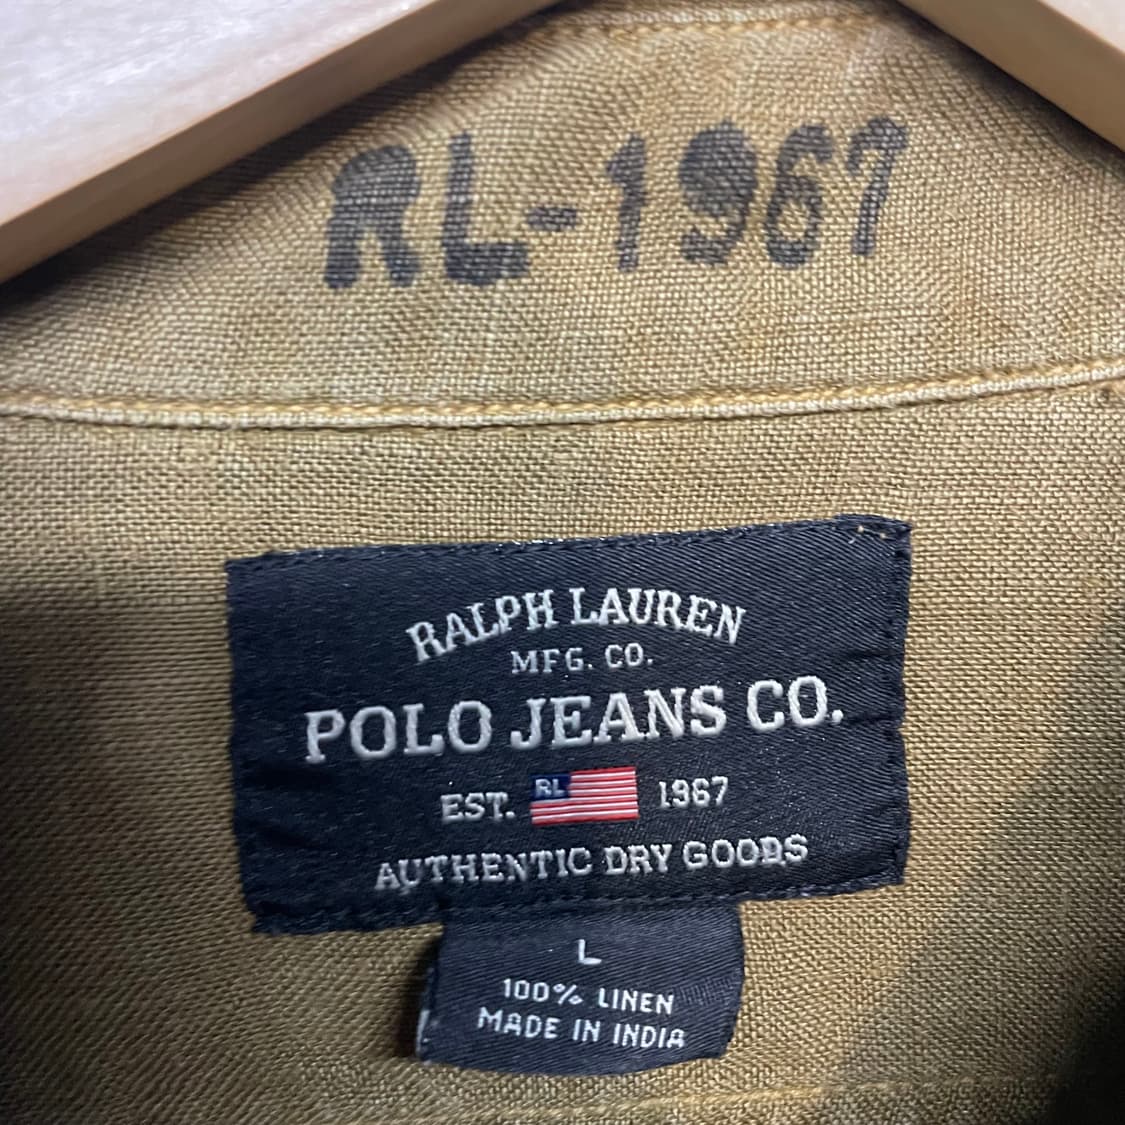 RL-1967
RALPH LAUREN
MFG. CO.
POLO JEANS CO.
EST. RL 1967
AUTHENTIC DRY GOODS
L
100% LINEN
MADE IN INDIA